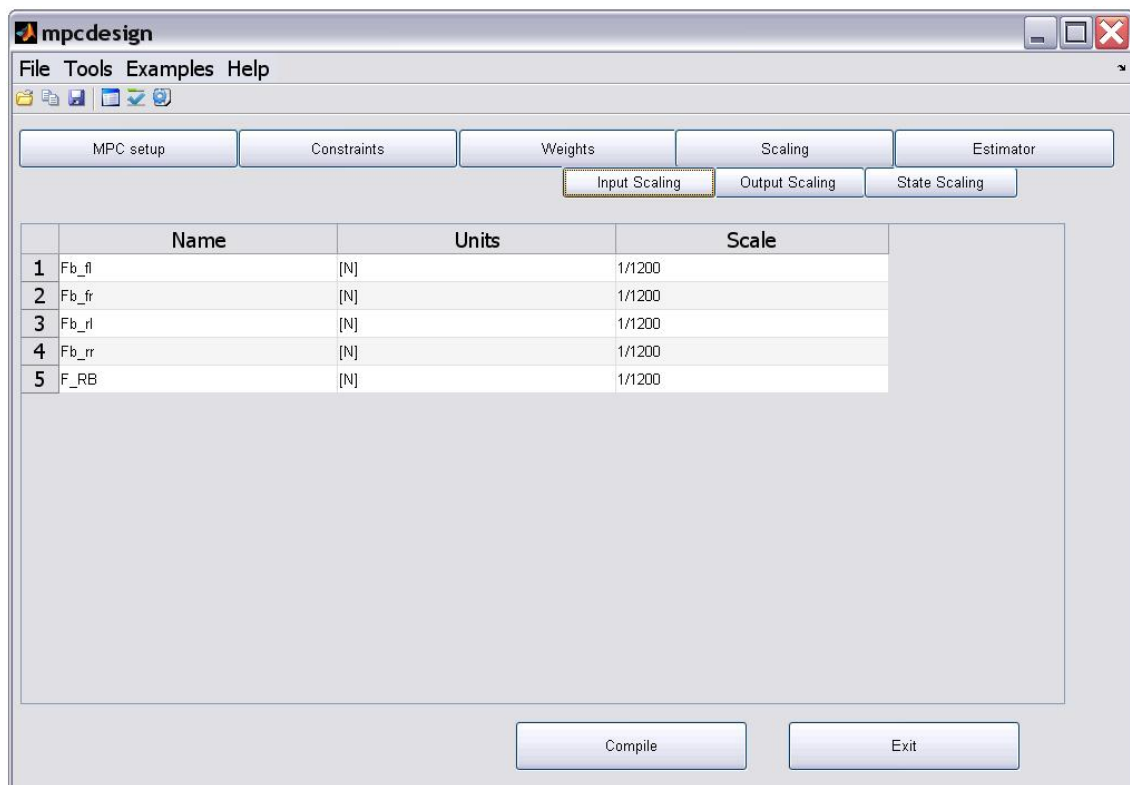 mpcdesign
File Tools Examples Help
MPC setup Constraints Weights Scaling Estimator
Input Scaling Output Scaling State Scaling
Name Units Scale
1 Fb_fl [N] 1/1200
2 Fb_fr [N] 1/1200
3 Fb_rl [N] 1/1200
4 Fb_rr [N] 1/1200
5 F_RB [N] 1/1200
Compile Exit